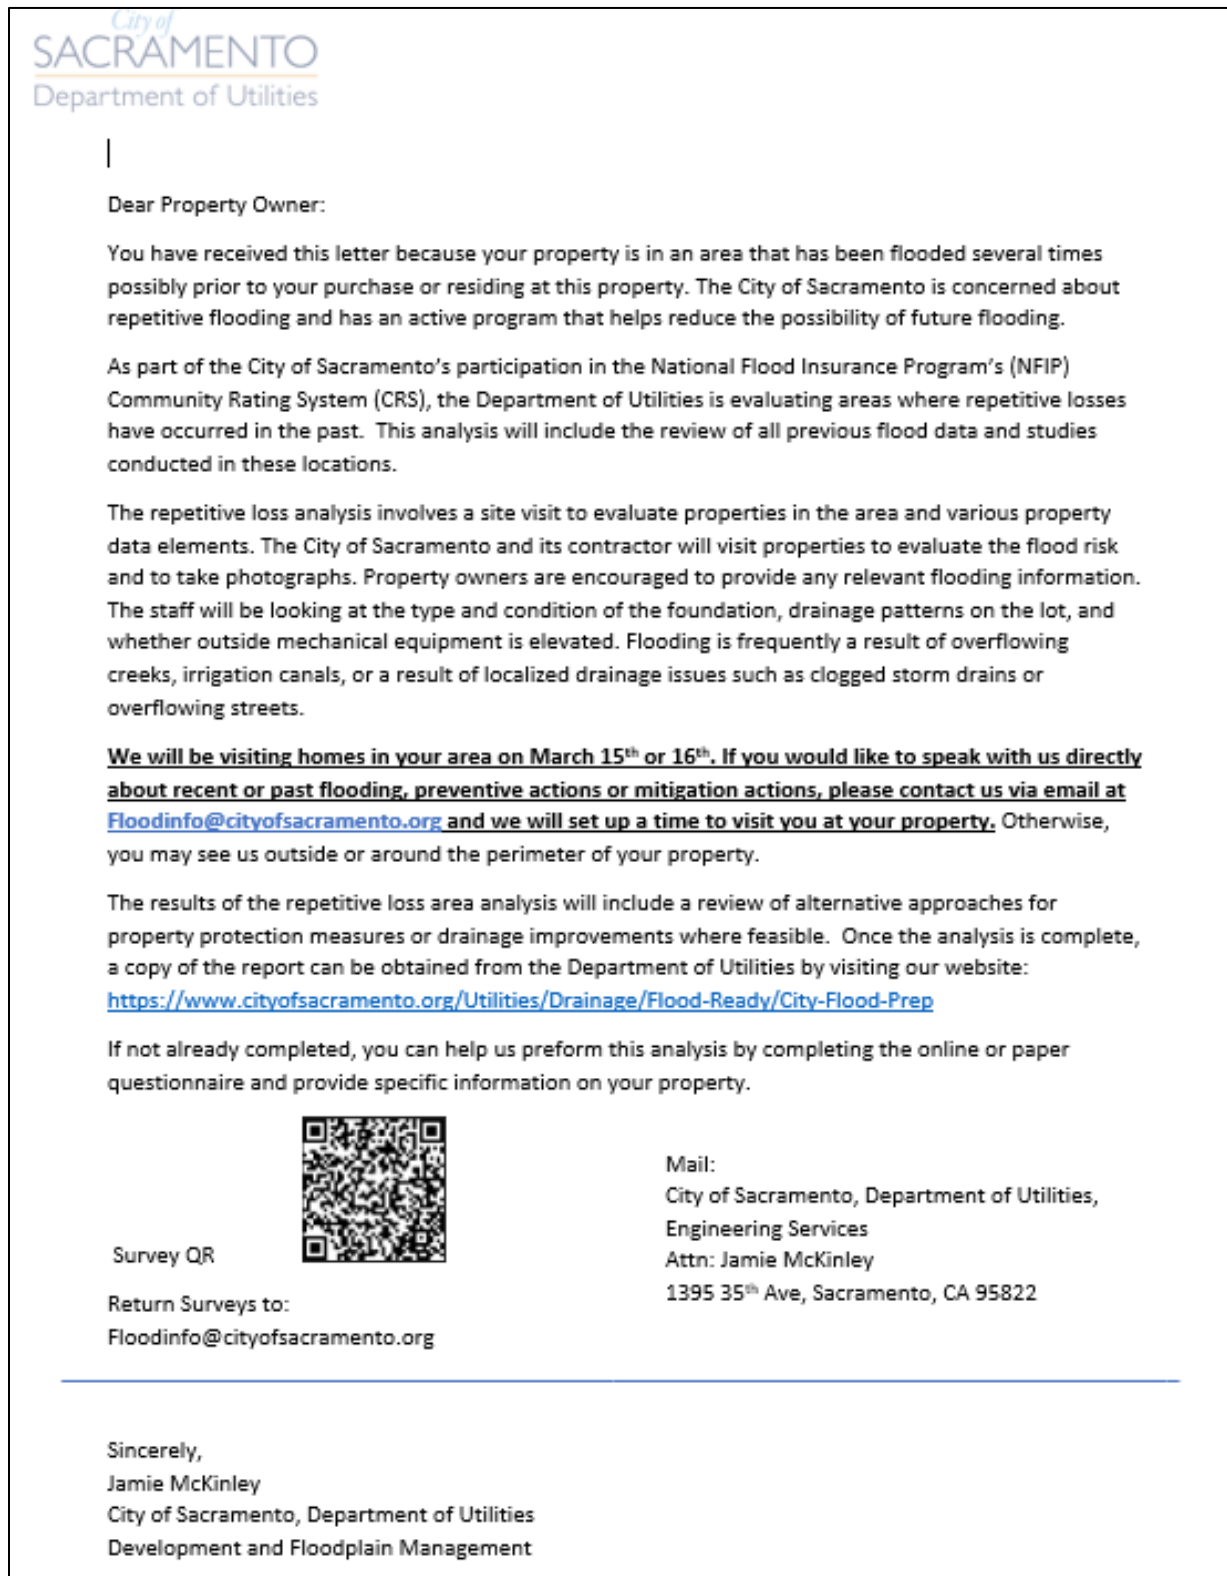 City of
SACRAMENTO
Department of Utilities
Dear Property Owner:
You have received this letter because your property is in an area that has been flooded several times
possibly prior to your purchase or residing at this property. The City of Sacramento is concerned about
repetitive flooding and has an active program that helps reduce the possibility of future flooding.
As part of the City of Sacramento's participation in the National Flood Insurance Program's (NFIP)
Community Rating System (CRS), the Department of Utilities is evaluating areas where repetitive losses
have occurred in the past.  This analysis will include the review of all previous flood data and studies
conducted in these locations.
The repetitive loss analysis involves a site visit to evaluate properties in the area and various property
data elements. The City of Sacramento and its contractor will visit properties to evaluate the flood risk
and to take photographs. Property owners are encouraged to provide any relevant flooding information.
The staff will be looking at the type and condition of the foundation, drainage patterns on the lot, and
whether outside mechanical equipment is elevated. Flooding is frequently a result of overflowing
creeks, irrigation canals, or a result of localized drainage issues such as clogged storm drains or
overflowing streets.
We will be visiting homes in your area on March 15th or 16th. If you would like to speak with us directly
about recent or past flooding, preventive actions or mitigation actions, please contact us via email at
Floodinfo@cityofsacramento.org and we will set up a time to visit you at your property. Otherwise,
you may see us outside or around the perimeter of your property.
The results of the repetitive loss area analysis will include a review of alternative approaches for
property protection measures or drainage improvements where feasible.  Once the analysis is complete,
a copy of the report can be obtained from the Department of Utilities by visiting our website:
https://www.cityofsacramento.org/Utilities/Drainage/Flood-Ready/City-Flood-Prep
If not already completed, you can help us preform this analysis by completing the online or paper
questionnaire and provide specific information on your property.
Survey QR
Return Surveys to:
Floodinfo@cityofsacramento.org
Mail:
City of Sacramento, Department of Utilities,
Engineering Services
Attn: Jamie McKinley
1395 35th Ave, Sacramento, CA 95822
Sincerely,
Jamie McKinley
City of Sacramento, Department of Utilities
Development and Floodplain Management